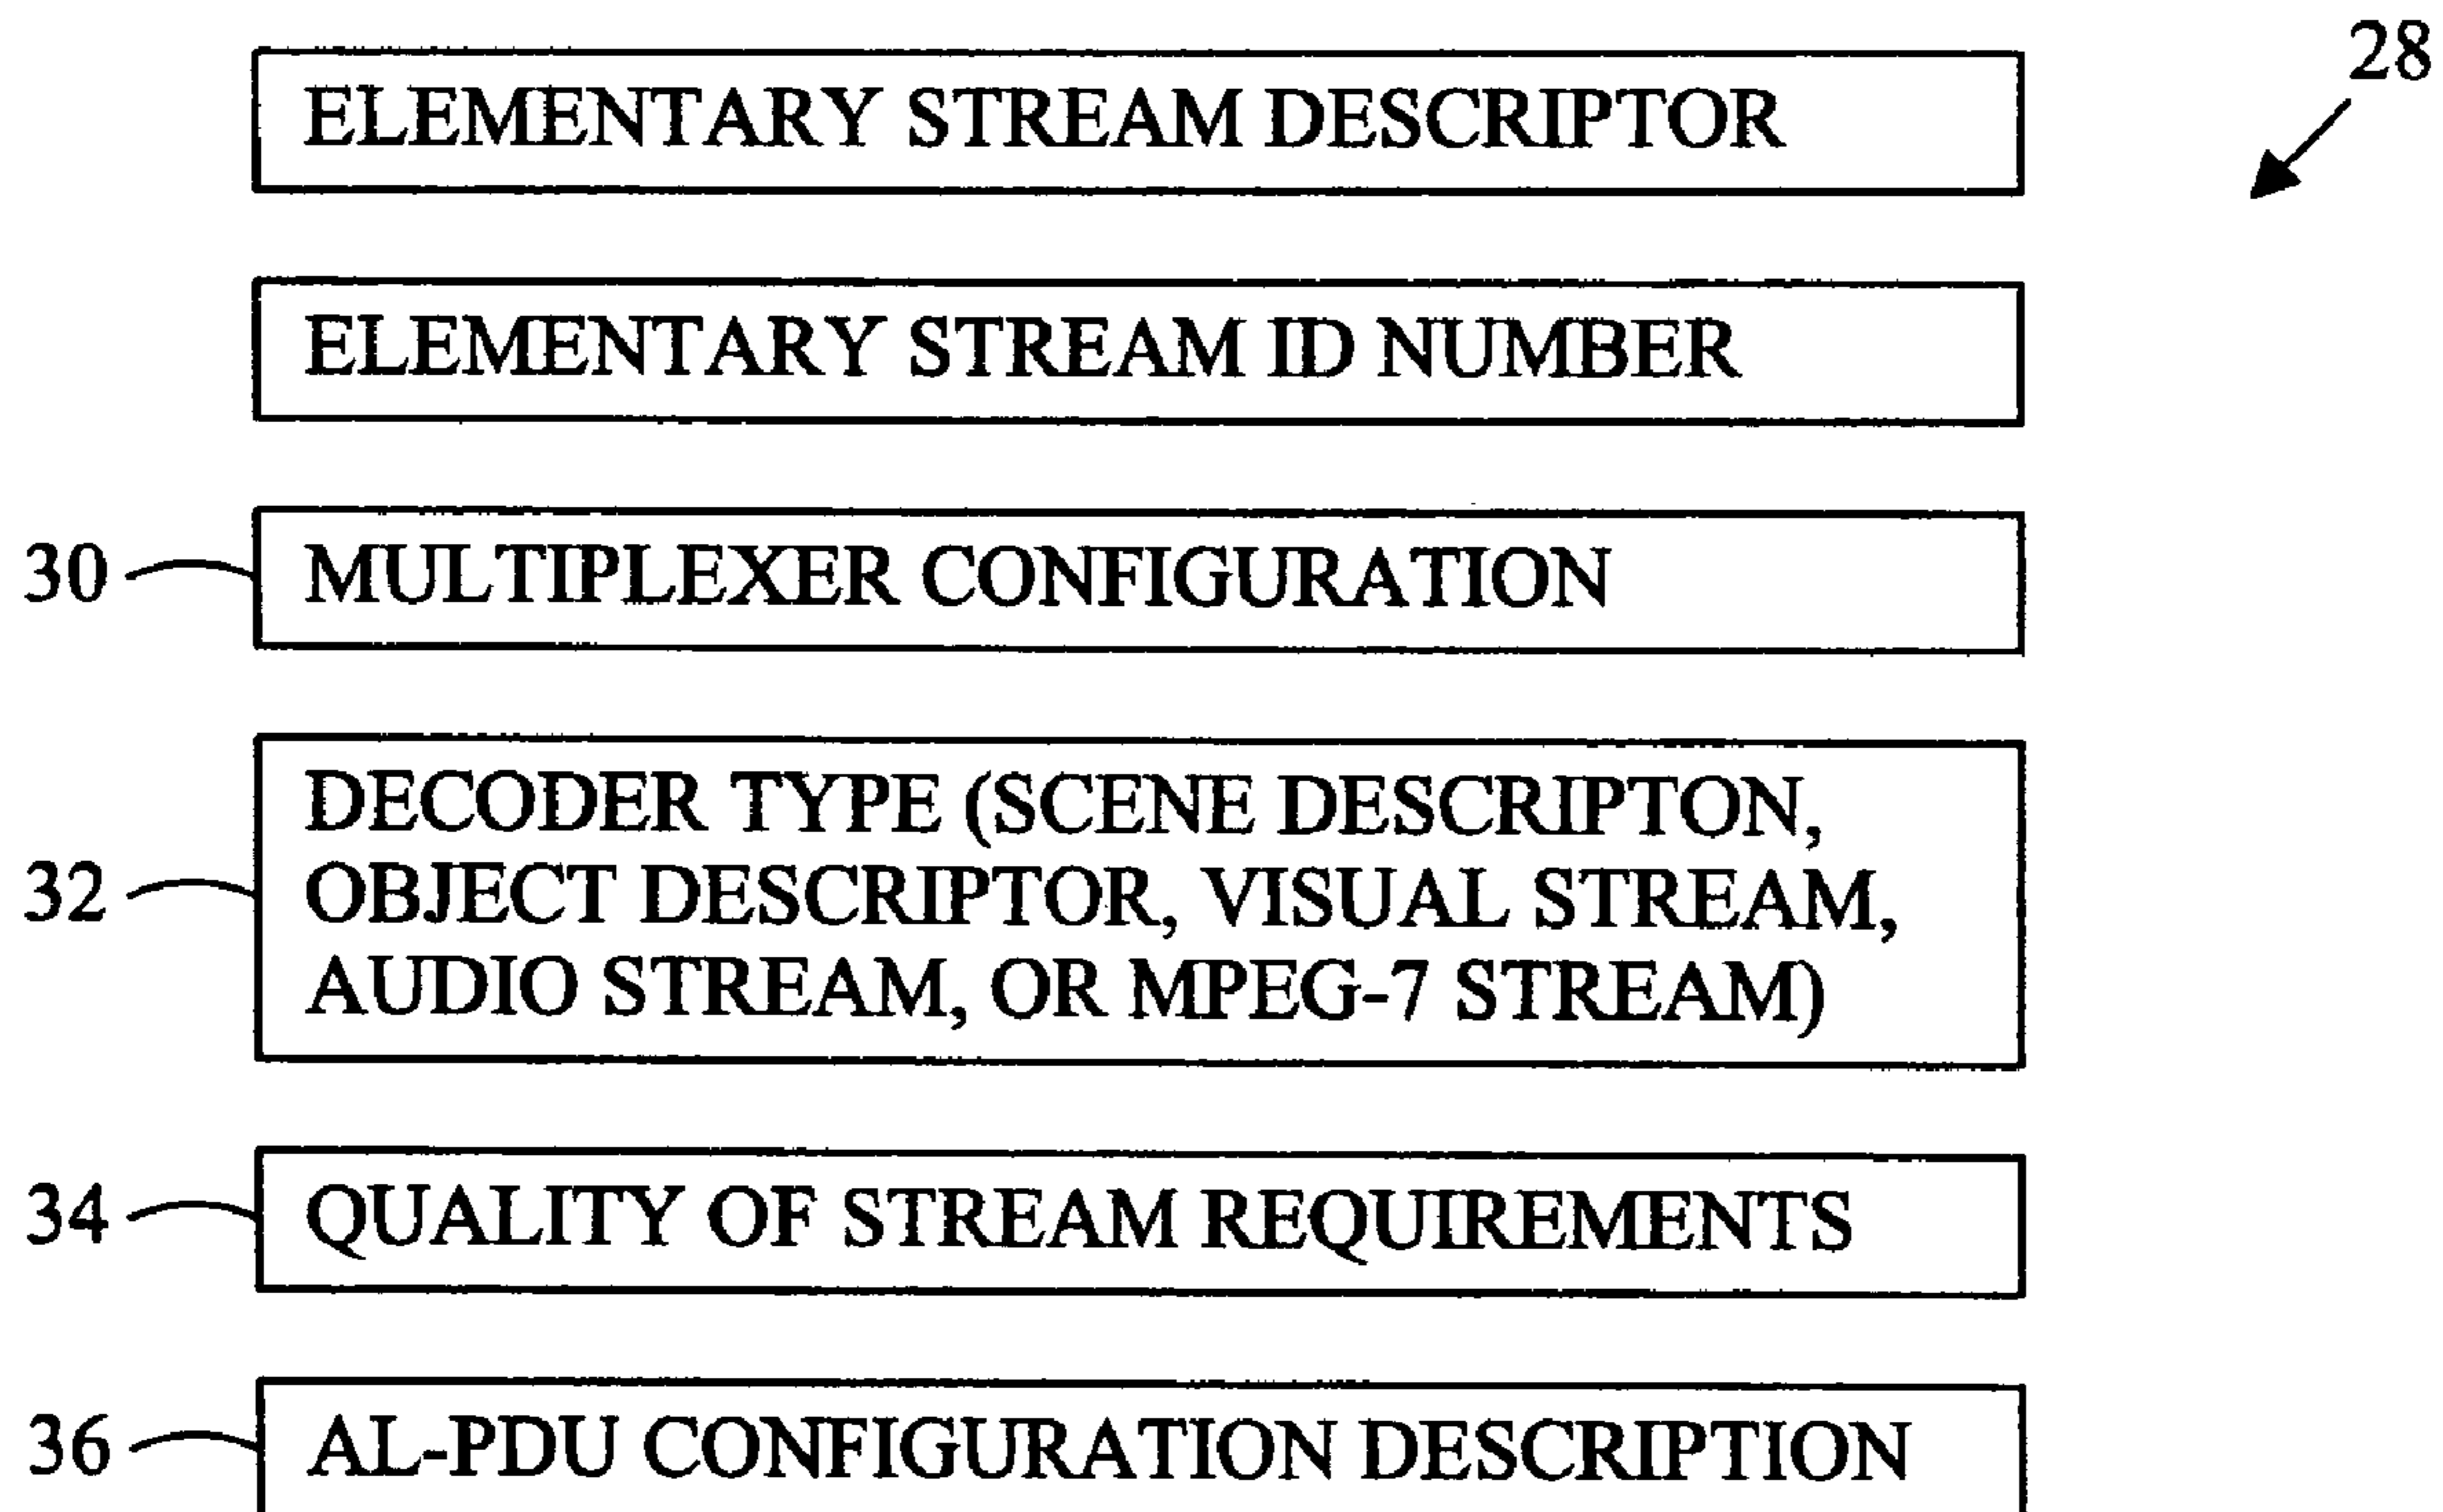 28
ELEMENTARY STREAM DESCRIPTOR
ELEMENTARY STREAM ID NUMBER
30 MULTIPLEXER CONFIGURATION
DECODER TYPE (SCENE DESCRIPTON,
32 OBJECT DESCRIPTOR, VISUAL STREAM,
AUDIO STREAM, OR MPEG-7 STREAM)
34 QUALITY OF STREAM REQUIREMENTS
36 AL-PDU CONFIGURATION DESCRIPTION